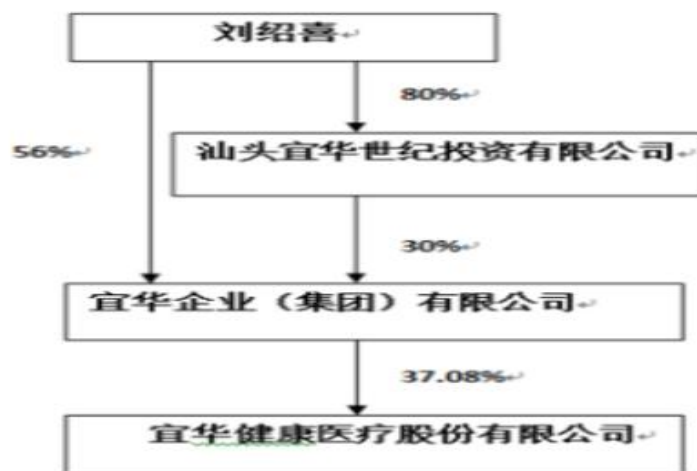 刘绍喜
80%
56%
汕头宜华世纪投资有限公司
30%
宜华企业（集团）有限公司
37.08%
宜华健康医疗股份有限公司